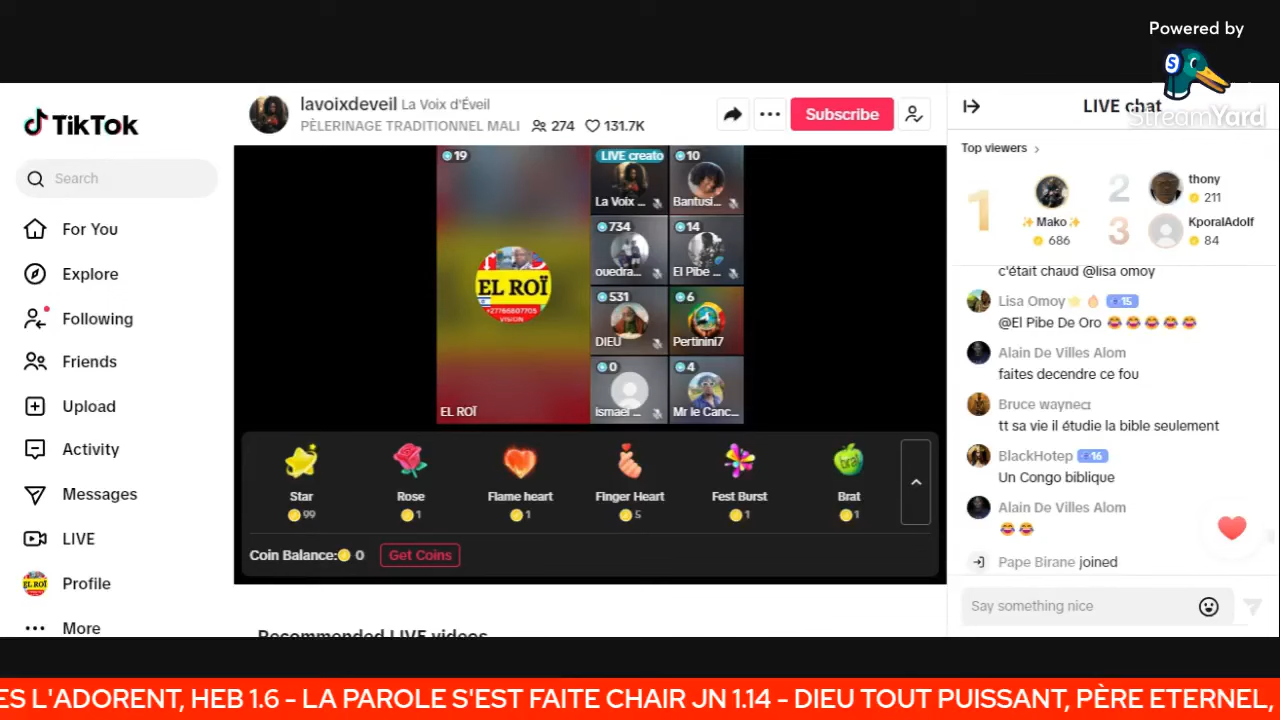 Powered by
StreamYard
TikTok
Search
For You
Explore
Following
Friends
Upload
Activity
Messages
LIVE
Profile
More
lavoixdeveil La Voix d'Éveil
PÈLERINAGE TRADITIONNEL MALI 274 131.7K
Subscribe
19
EL ROÏ
+27766807705
VISION
EL ROÏ
LIVE creato
La Voix ...
10
Bantusi...
734
ouedra...
14
El Pibe ...
531
DIEU
6
Pertinini7
0
ismael ...
4
Mr le Canc...
Star
99
Rose
1
Flame heart
1
Finger Heart
5
Fest Burst
1
brat
Brat
1
Coin Balance: 0 Get Coins
Recommended LIVE videos
LIVE chat
Top viewers
1
✨Mako✨
686
2
thony
211
3
KporalAdolf
84
c'était chaud @lisa omoy
Lisa Omoy⭐ 🔥 15
@El Pibe De Oro 😂😂😂😂😂
Alain De Villes Alom
faites decendre ce fou
Bruce wayneα
tt sa vie il étudie la bible seulement
BlackHotep 16
Un Congo biblique
Alain De Villes Alom
😂😂
Pape Birane joined
Say something nice
ES L'ADORENT, HEB 1.6 - LA PAROLE S'EST FAITE CHAIR JN 1.14 - DIEU TOUT PUISSANT, PÈRE ETERNEL,